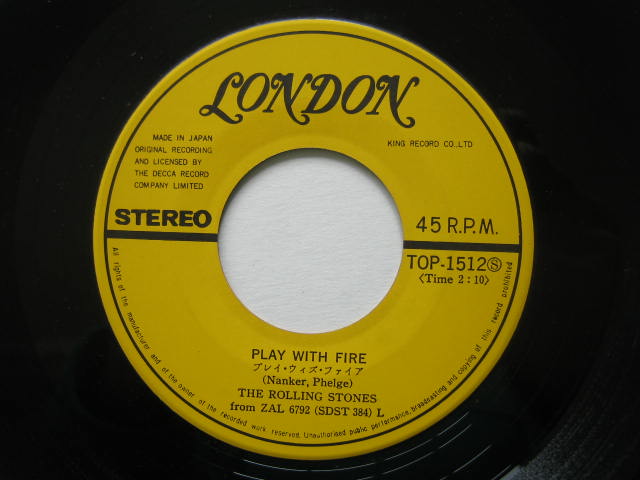 LONDON
MADE IN JAPAN
ORIGINAL RECORDING
AND LICENSED BY
THE DECCA RECORD
COMPANY LIMITED
KING RECORD CO.,LTD
STEREO
45 R.P.M.
TOP-1512Ⓢ
〈Time 2:10〉
PLAY WITH FIRE
プレイ・ウィズ・ファイア
(Nanker, Phelge)
THE ROLLING STONES
from ZAL 6792 (SDST 384) L
All rights of the manufacturer and of the owner of the recorded work reserved. Unauthorised public performance, broadcasting and copying of this record prohibited